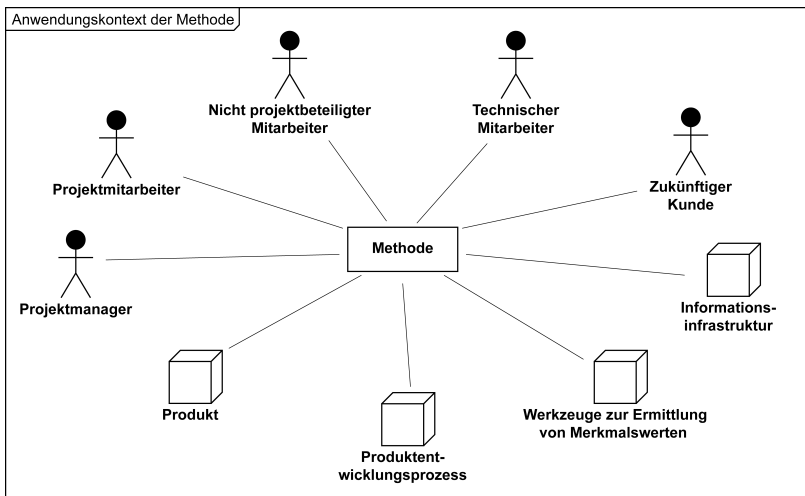 Anwendungskontext der Methode
Nicht projektbeteiligter
Mitarbeiter
Technischer
Mitarbeiter
Projektmitarbeiter
Zukünftiger
Kunde
Methode
Projektmanager
Informations-
infrastruktur
Produkt
Werkzeuge zur Ermittlung
von Merkmalswerten
Produktent-
wicklungsprozess